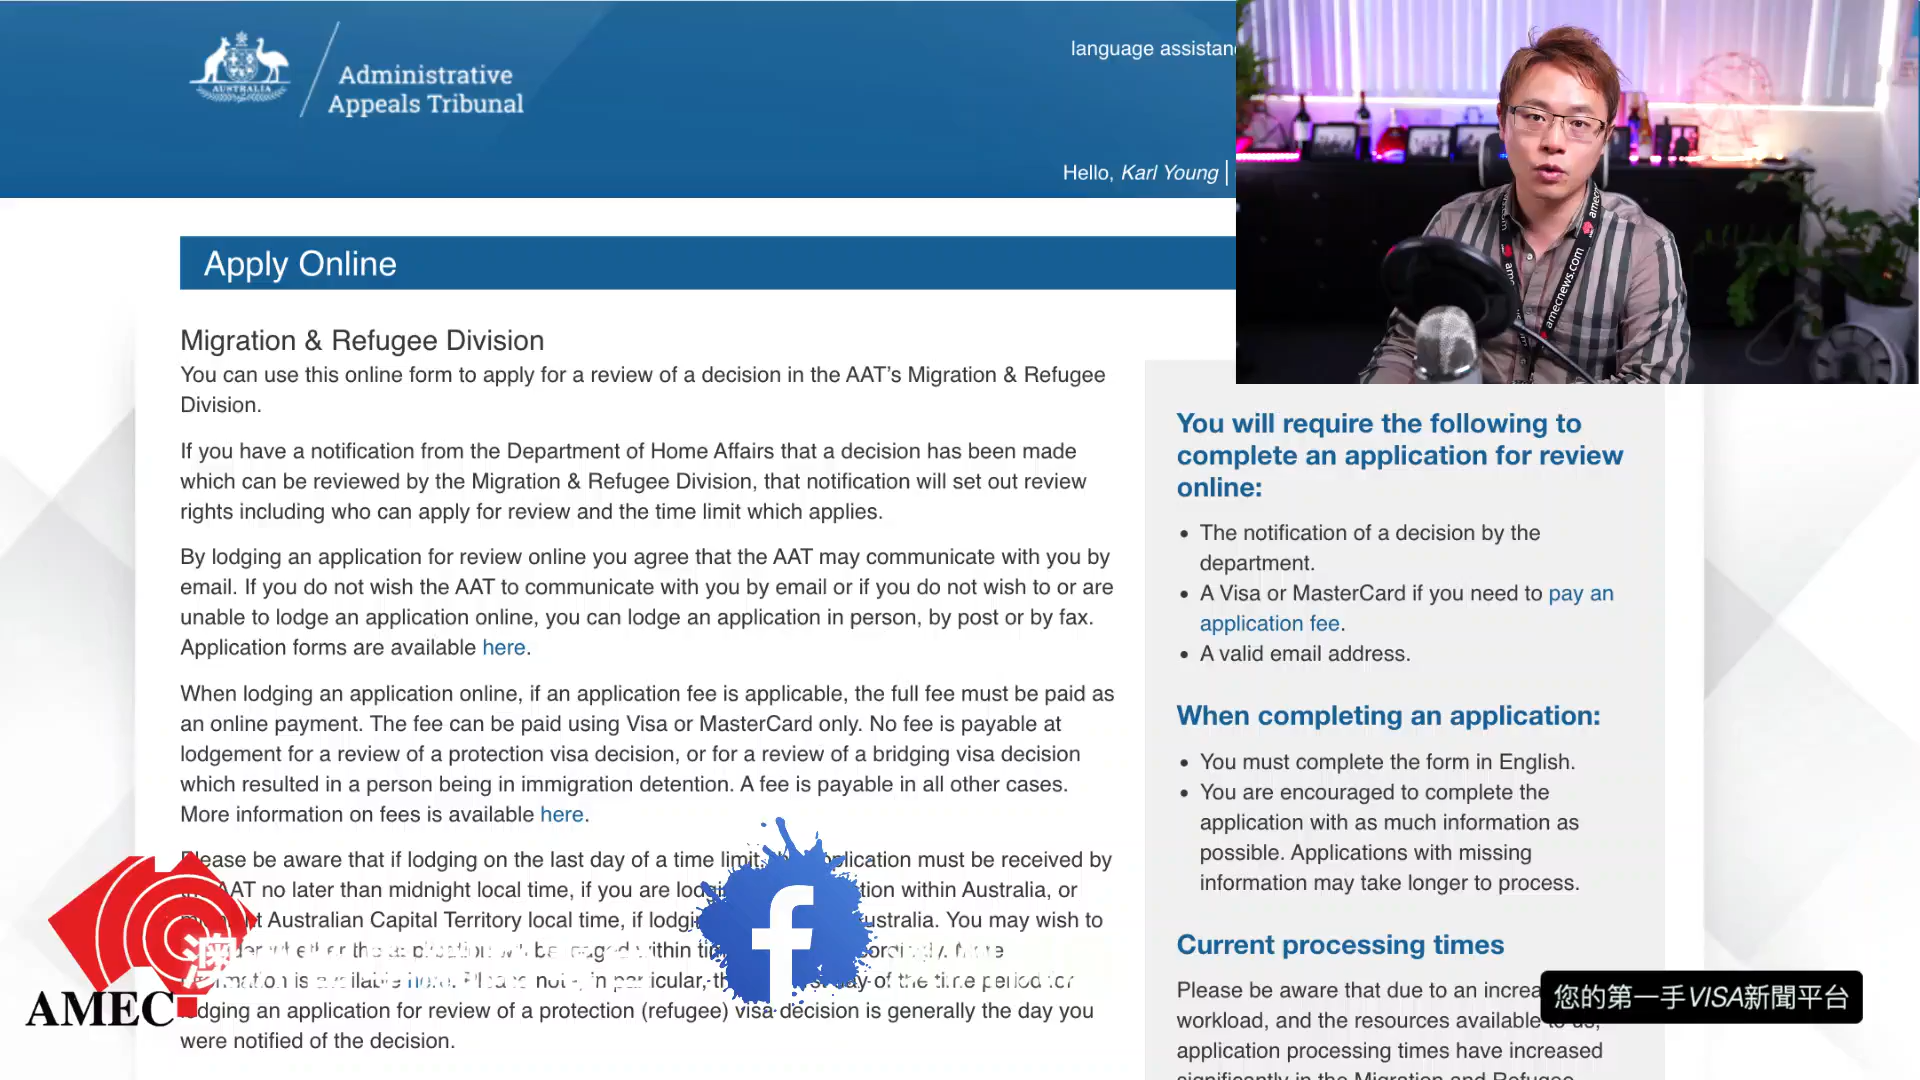 AUSTRALIA
Administrative
Appeals Tribunal
language assistan
Hello, Karl Young |
amecnews.com
Apply Online
Migration & Refugee Division
You can use this online form to apply for a review of a decision in the AAT’s Migration & Refugee
Division.
If you have a notification from the Department of Home Affairs that a decision has been made
which can be reviewed by the Migration & Refugee Division, that notification will set out review
rights including who can apply for review and the time limit which applies.
By lodging an application for review online you agree that the AAT may communicate with you by
email. If you do not wish the AAT to communicate with you by email or if you do not wish to or are
unable to lodge an application online, you can lodge an application in person, by post or by fax.
Application forms are available here.
When lodging an application online, if an application fee is applicable, the full fee must be paid as
an online payment. The fee can be paid using Visa or MasterCard only. No fee is payable at
lodgement for a review of a protection visa decision, or for a review of a bridging visa decision
which resulted in a person being in immigration detention. A fee is payable in all other cases.
More information on fees is available here.
Please be aware that if lodging on the last day of a time limit, application must be received by
AAT no later than midnight local time, if you are within Australia, or
Australian Capital Territory local time, if You may wish to
lodging an application for review of a protection (refugee) visa decision is generally the day you
were notified of the decision.
You will require the following to
complete an application for review
online:
• The notification of a decision by the
department.
• A Visa or MasterCard if you need to pay an
application fee.
• A valid email address.
When completing an application:
• You must complete the form in English.
• You are encouraged to complete the
application with as much information as
possible. Applications with missing
information may take longer to process.
Current processing times
Please be aware that due to an increa
workload, and the resources available to us,
application processing times have increased
significantly in the Migration and Refugee
AMEC
澳
您的第一手VISA新聞平台